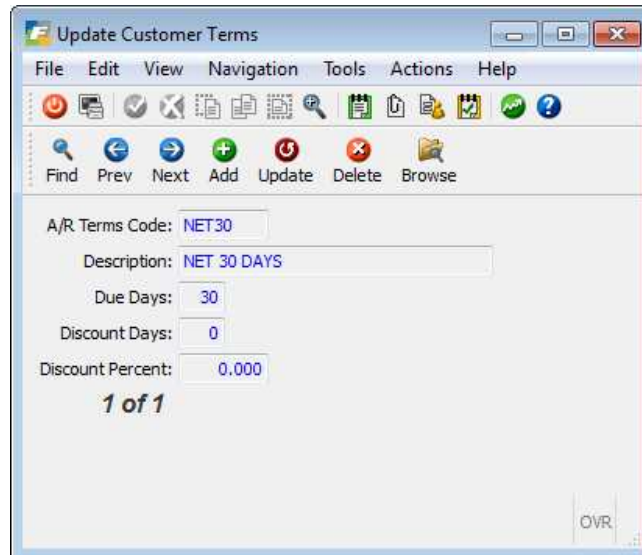 Update Customer Terms
File Edit View Navigation Tools Actions Help
Find Prev Next Add Update Delete Browse
A/R Terms Code: NET30
Description: NET 30 DAYS
Due Days: 30
Discount Days: 0
Discount Percent: 0.000
1 of 1
OVR